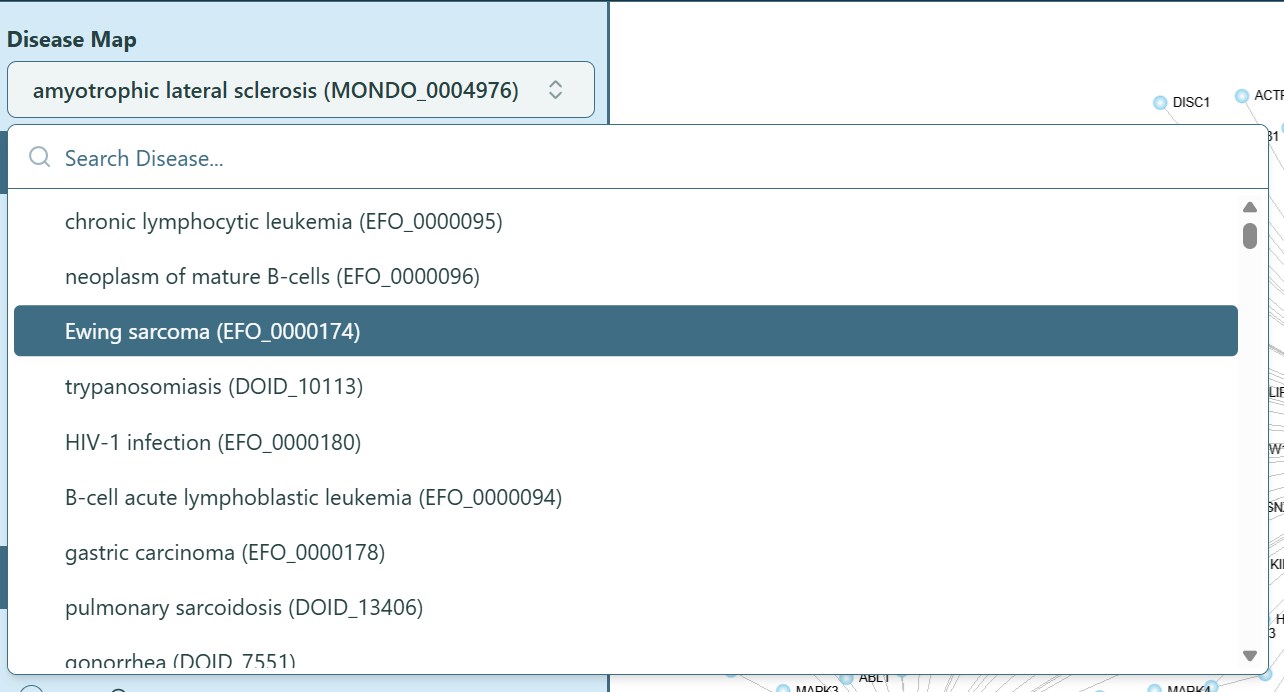 Disease Map
amyotrophic lateral sclerosis (MONDO_0004976)
DISC1
Search Disease...
chronic lymphocytic leukemia (EFO_0000095)
neoplasm of mature B-cells (EFO_0000096)
Ewing sarcoma (EFO_0000174)
trypanosomiasis (DOID_10113)
HIV-1 infection (EFO_0000180)
B-cell acute lymphoblastic leukemia (EFO_0000094)
gastric carcinoma (EFO_0000178)
pulmonary sarcoidosis (DOID_13406)
gonorrhea (DOID_7551)
ABL1
MAPK3
MARK4